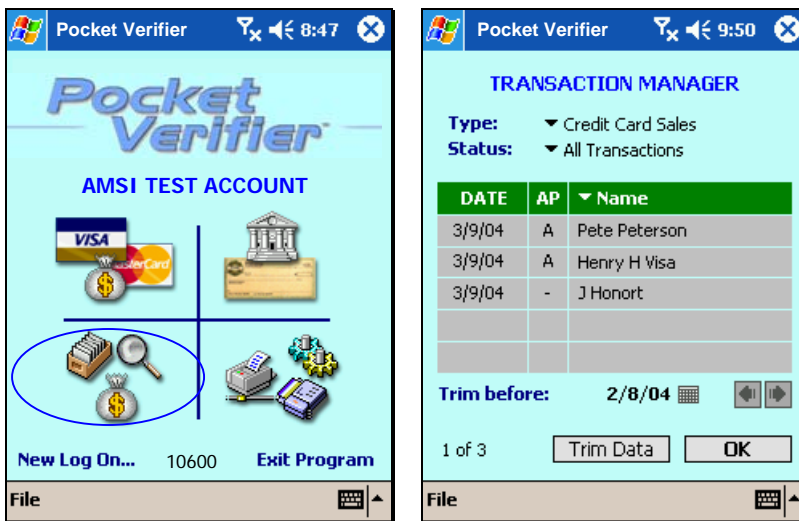 Pocket Verifier 8:47
Pocket
Verifier
AMSI TEST ACCOUNT
VISA
MasterCard
$
$
New Log On... 10600 Exit Program
File
Pocket Verifier 9:50
TRANSACTION MANAGER
Type: Credit Card Sales
Status: All Transactions
DATE AP Name
3/9/04 A Pete Peterson
3/9/04 A Henry H Visa
3/9/04 - J Honort
Trim before: 2/8/04
1 of 3 Trim Data OK
File